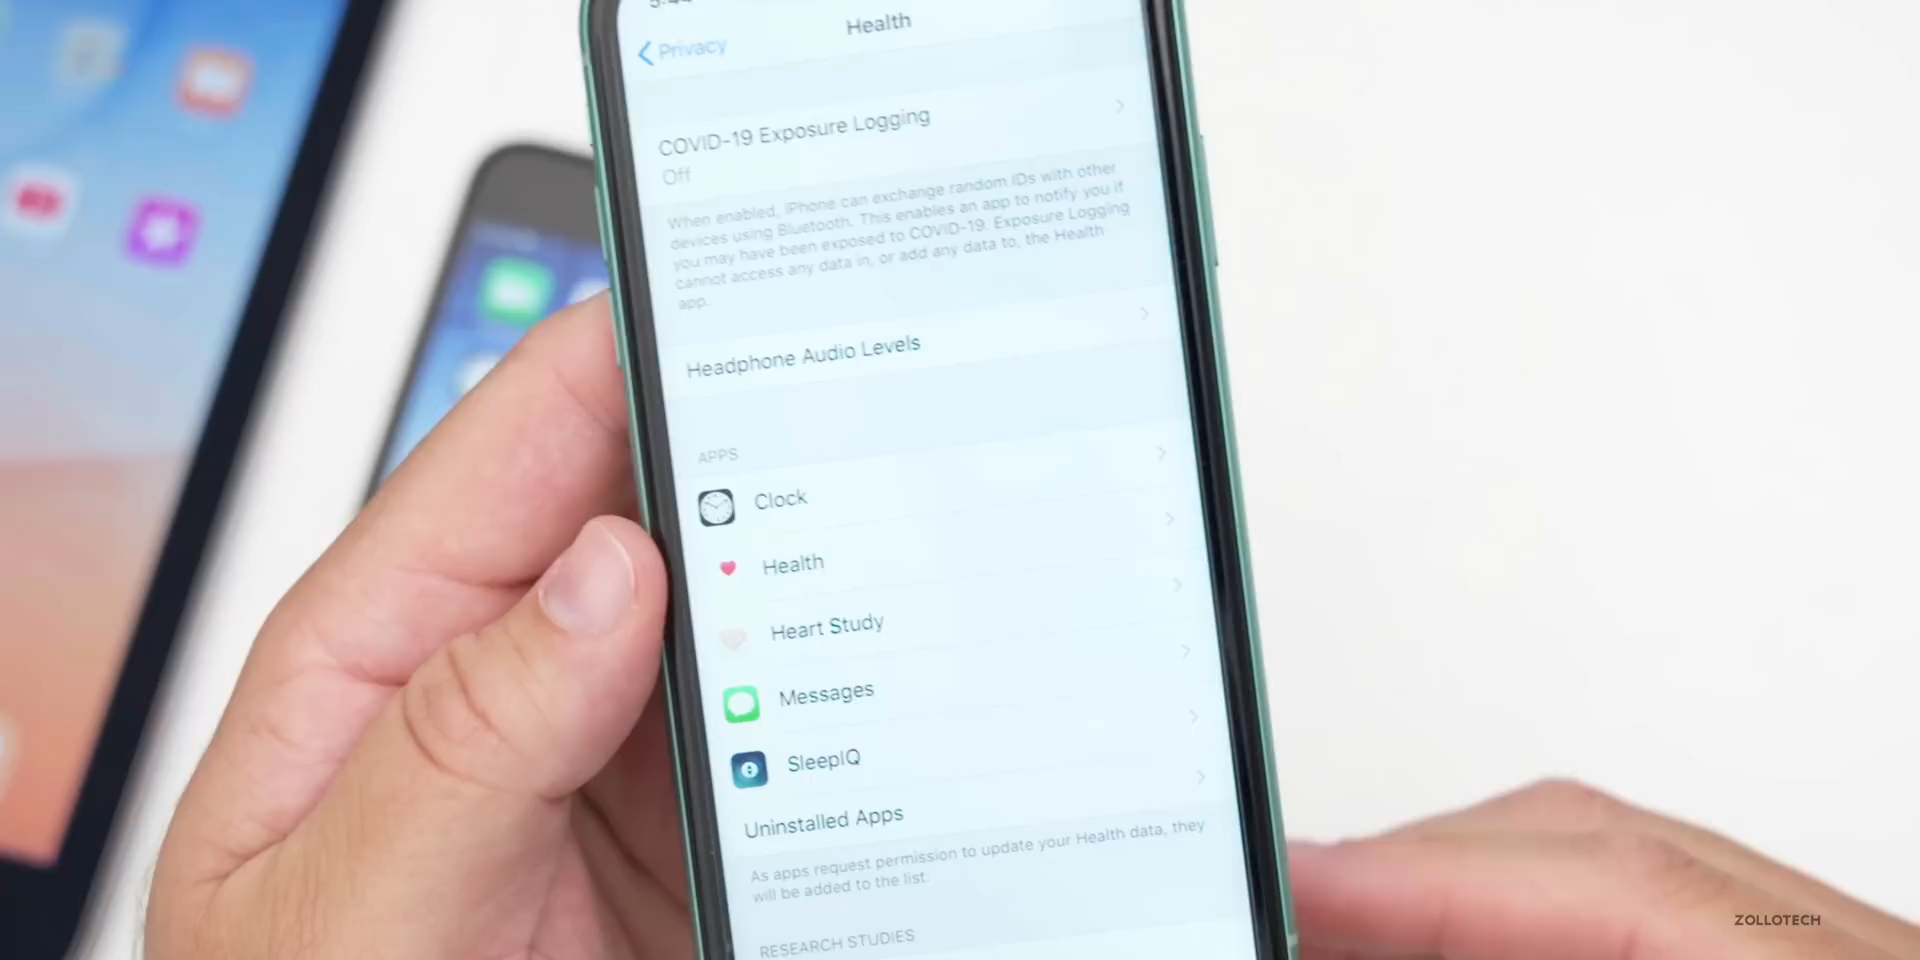 Privacy
Health
COVID-19 Exposure Logging
Off
When enabled, iPhone can exchange random IDs with other
devices using Bluetooth. This enables an app to notify you if
you may have been exposed to COVID-19. Exposure Logging
cannot access any data in, or add any data to, the Health
app.
Headphone Audio Levels
APPS
Clock
Health
Heart Study
Messages
SleepIQ
Uninstalled Apps
As apps request permission to update your Health data, they
will be added to the list.
RESEARCH STUDIES
ZOLLOTECH